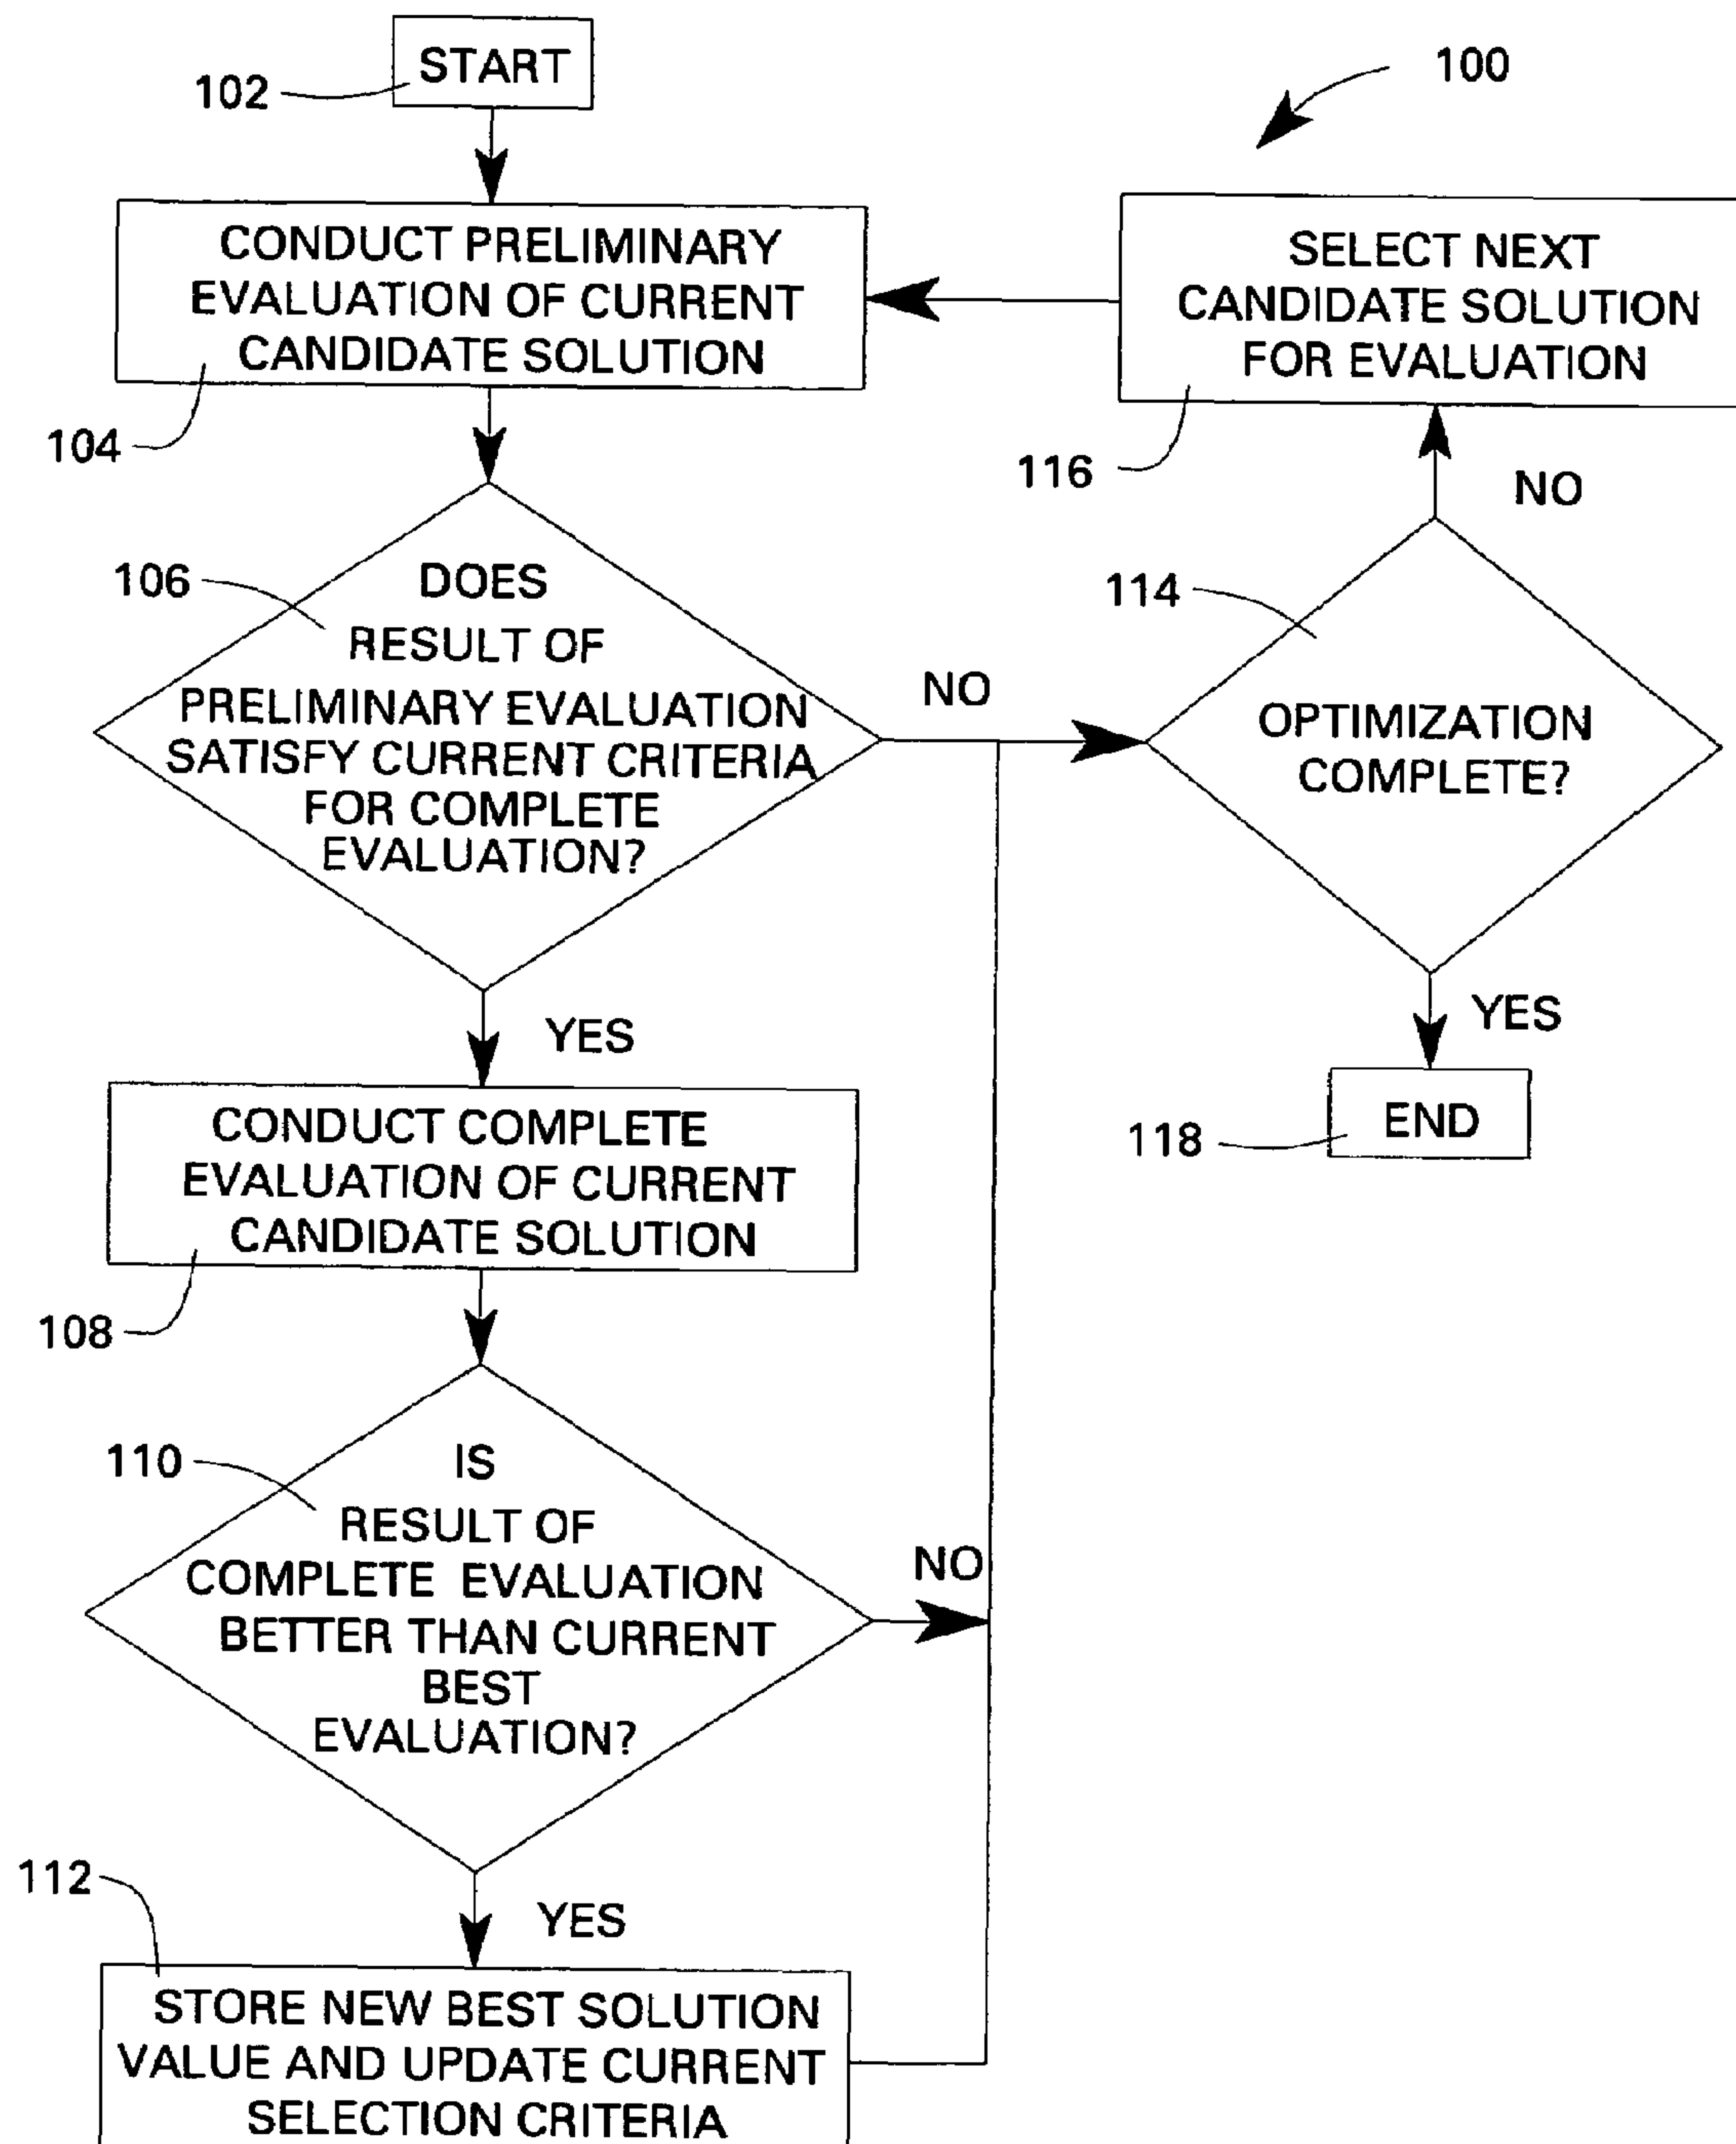 START
102
100
CONDUCT PRELIMINARY
EVALUATION OF CURRENT
CANDIDATE SOLUTION
104
SELECT NEXT
CANDIDATE SOLUTION
FOR EVALUATION
116
NO
106
DOES
RESULT OF
PRELIMINARY EVALUATION
SATISFY CURRENT CRITERIA
FOR COMPLETE
EVALUATION?
NO
114
OPTIMIZATION
COMPLETE?
YES
YES
END
118
CONDUCT COMPLETE
EVALUATION OF CURRENT
CANDIDATE SOLUTION
108
110
IS
RESULT OF
COMPLETE EVALUATION
BETTER THAN CURRENT
BEST
EVALUATION?
NO
YES
112
STORE NEW BEST SOLUTION
VALUE AND UPDATE CURRENT
SELECTION CRITERIA